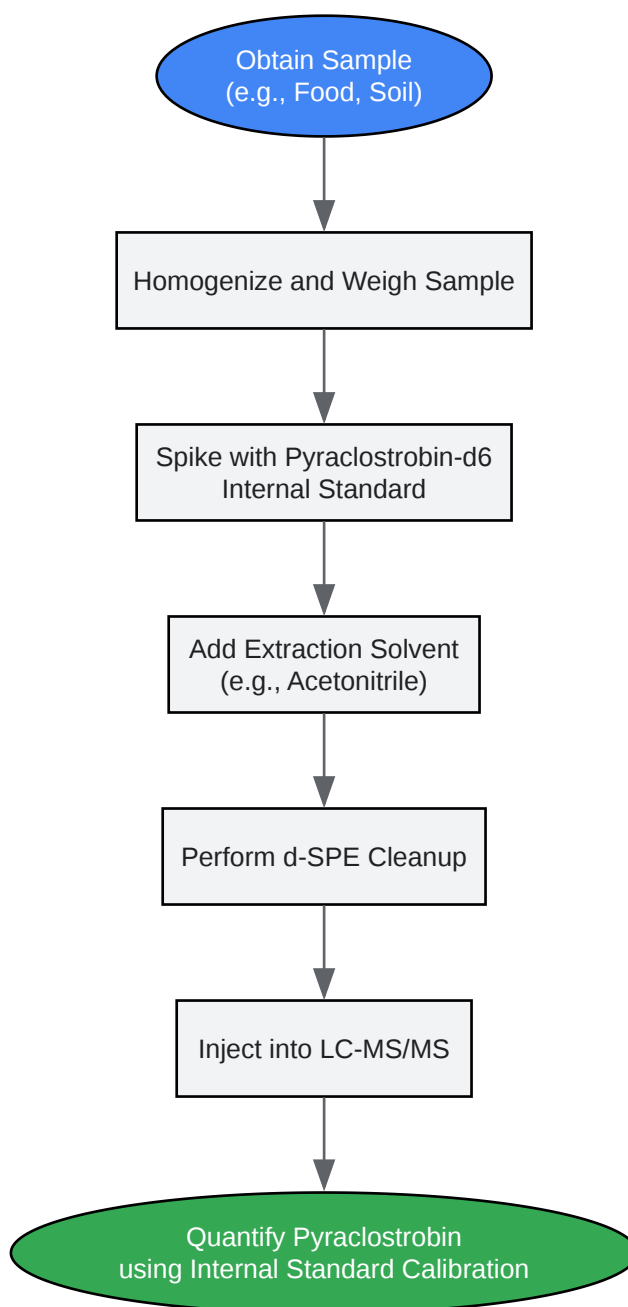 Obtain Sample
(e.g., Food, Soil)
Homogenize and Weigh Sample
Spike with Pyraclostrobin-d6
Internal Standard
Add Extraction Solvent
(e.g., Acetonitrile)
Perform d-SPE Cleanup
Inject into LC-MS/MS
Quantify Pyraclostrobin
using Internal Standard Calibration